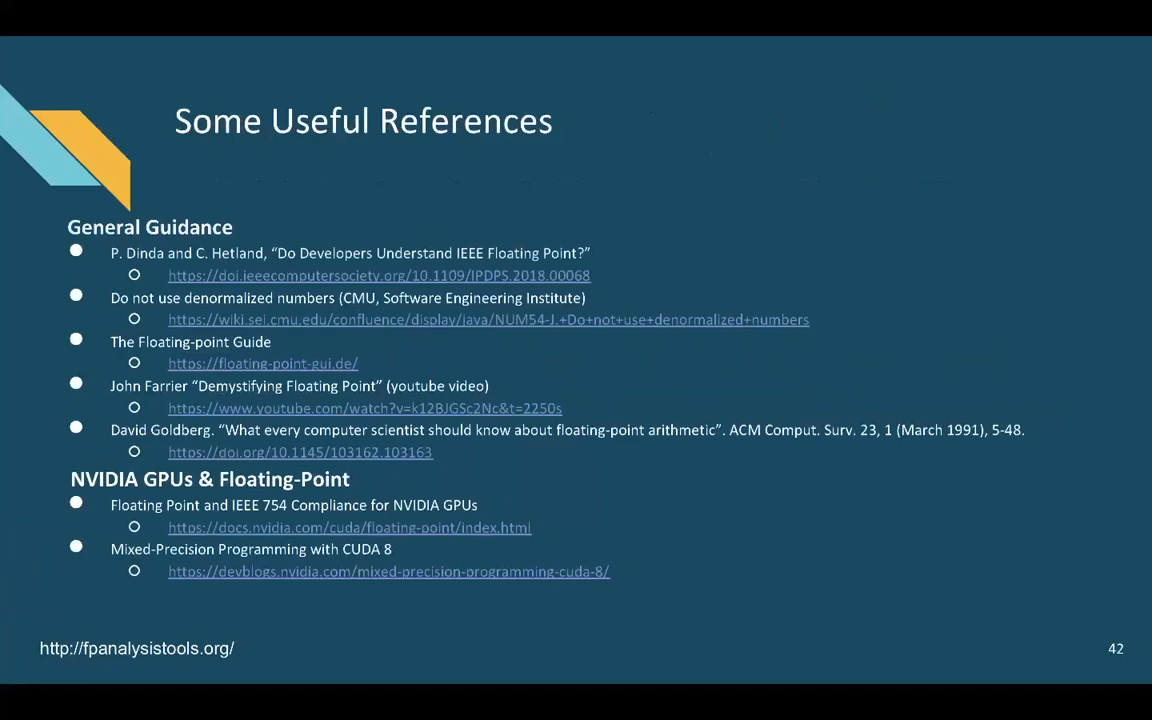 Some Useful References
General Guidance
P. Dinda and C. Hetland, “Do Developers Understand IEEE Floating Point?”
https://doi.ieeecomputersociety.org/10.1109/IPDPS.2018.00068
Do not use denormalized numbers (CMU, Software Engineering Institute)
https://wiki.sei.cmu.edu/confluence/display/java/NUM54-J.+Do+not+use+denormalized+numbers
The Floating-point Guide
https://floating-point-gui.de/
John Farrier “Demystifying Floating Point” (youtube video)
https://www.youtube.com/watch?v=k12BJGSc2Nc&t=2250s
David Goldberg. “What every computer scientist should know about floating-point arithmetic”. ACM Comput. Surv. 23, 1 (March 1991), 5-48.
https://doi.org/10.1145/103162.103163
NVIDIA GPUs & Floating-Point
Floating Point and IEEE 754 Compliance for NVIDIA GPUs
https://docs.nvidia.com/cuda/floating-point/index.html
Mixed-Precision Programming with CUDA 8
https://devblogs.nvidia.com/mixed-precision-programming-cuda-8/
http://fpanalysistools.org/
42